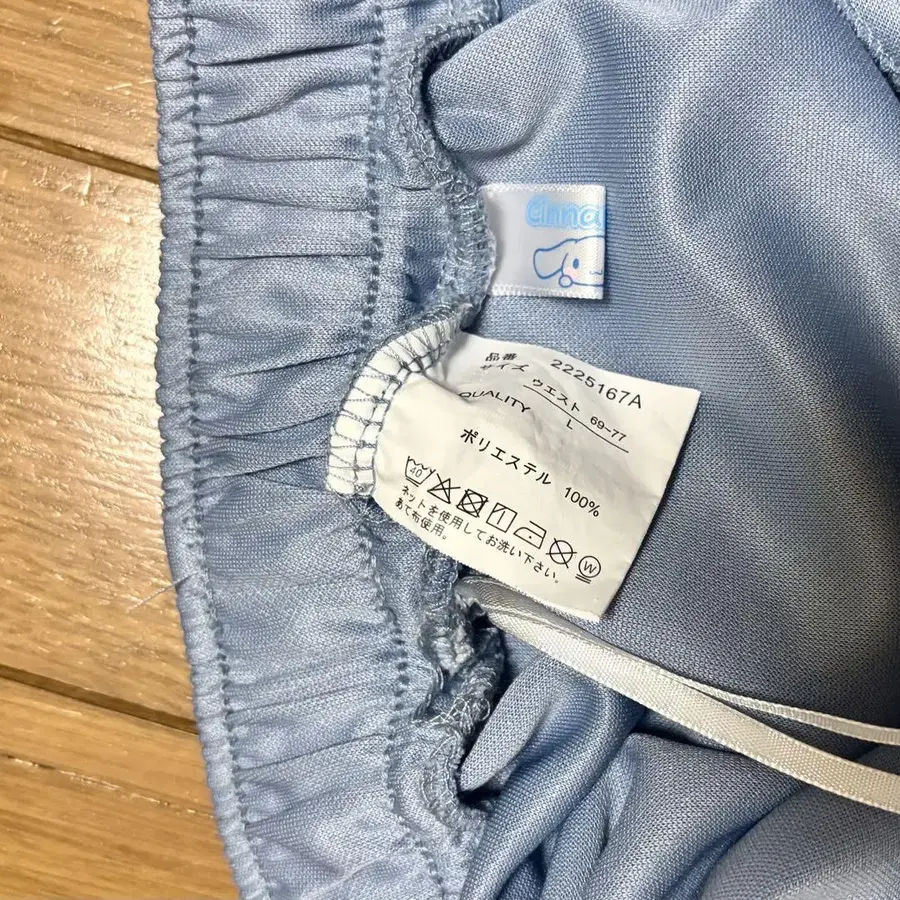 cinna
品番 2225167A
サイズ ウエスト 69-77
L
QUALITY
ポリエステル 100%
40
W
ネットを使用してお洗い下さい。
あて布使用。